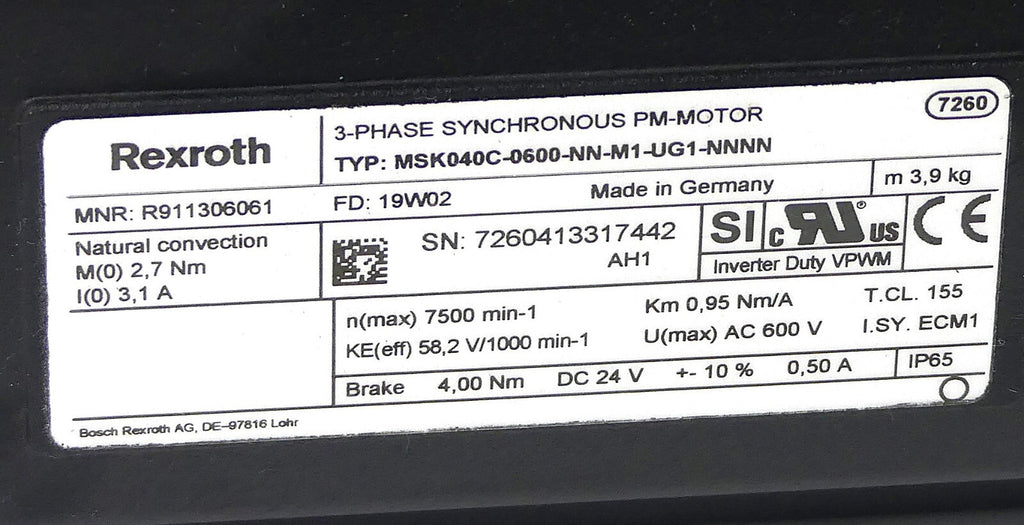 7260
Rexroth
3-PHASE SYNCHRONOUS PM-MOTOR
TYP: MSK040C-0600-NN-M1-UG1-NNNN
MNR: R911306061
FD: 19W02
Made in Germany
m 3,9 kg
Natural convection
M(0) 2,7 Nm
I(0) 3,1 A
SN: 7260413317442
AH1
SI
c RU® US
Inverter Duty VPWM
CE
n(max) 7500 min-1
Km 0,95 Nm/A
T.CL. 155
KE(eff) 58,2 V/1000 min-1
U(max) AC 600 V
I.SY. ECM1
Brake 4,00 Nm DC 24 V +- 10 % 0,50 A
IP65
Bosch Rexroth AG, DE-97816 Lohr